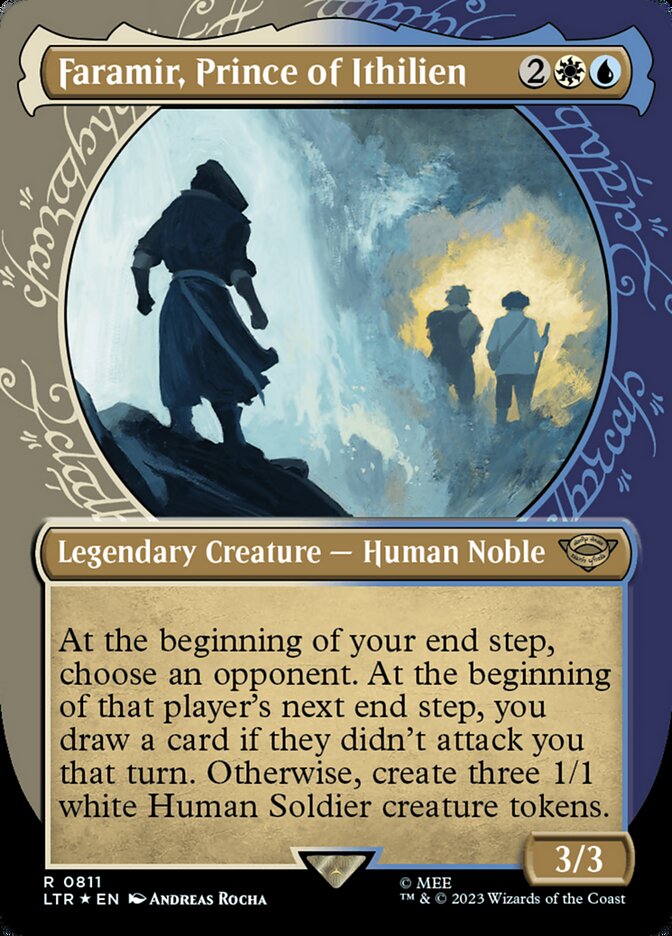 Faramir, Prince of Ithilien 2
Legendary Creature — Human Noble
At the beginning of your end step,
choose an opponent. At the beginning
of that player's next end step, you
draw a card if they didn't attack you
that turn. Otherwise, create three 1/1
white Human Soldier creature tokens.
3/3
R 0811
LTR ★ EN Andreas Rocha
© MEE
™ & © 2023 Wizards of the Coast